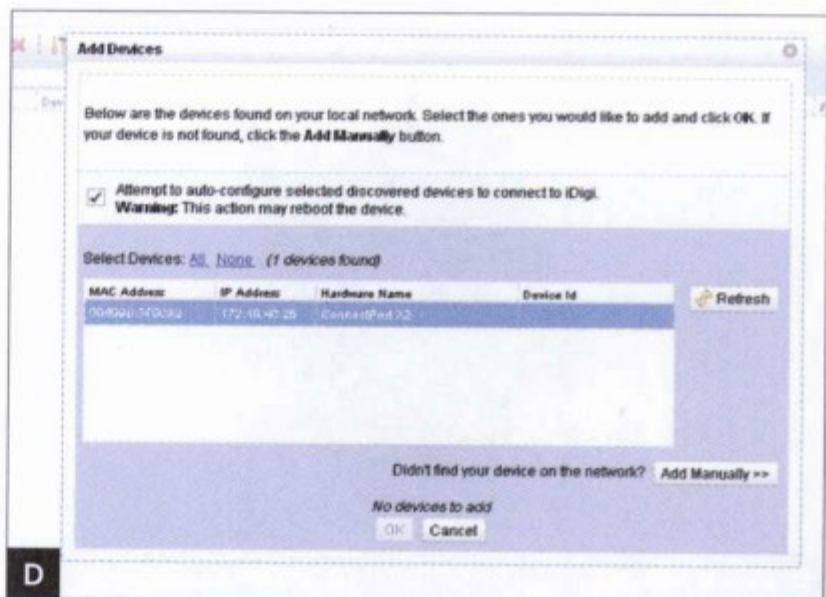 Add Devices
Below are the devices found on your local network. Select the ones you would like to add and click OK. If
your device is not found, click the Add Manually button.
Attempt to auto-configure selected discovered devices to connect to iDigi.
Warning: This action may reboot the device.
Select Devices: All, None, (1 devices found)
MAC Address IP Address Hardware Name Device Id
ConnectPort X2
Refresh
Didn't find your device on the network? Add Manually >>
No devices to add
OK Cancel
D